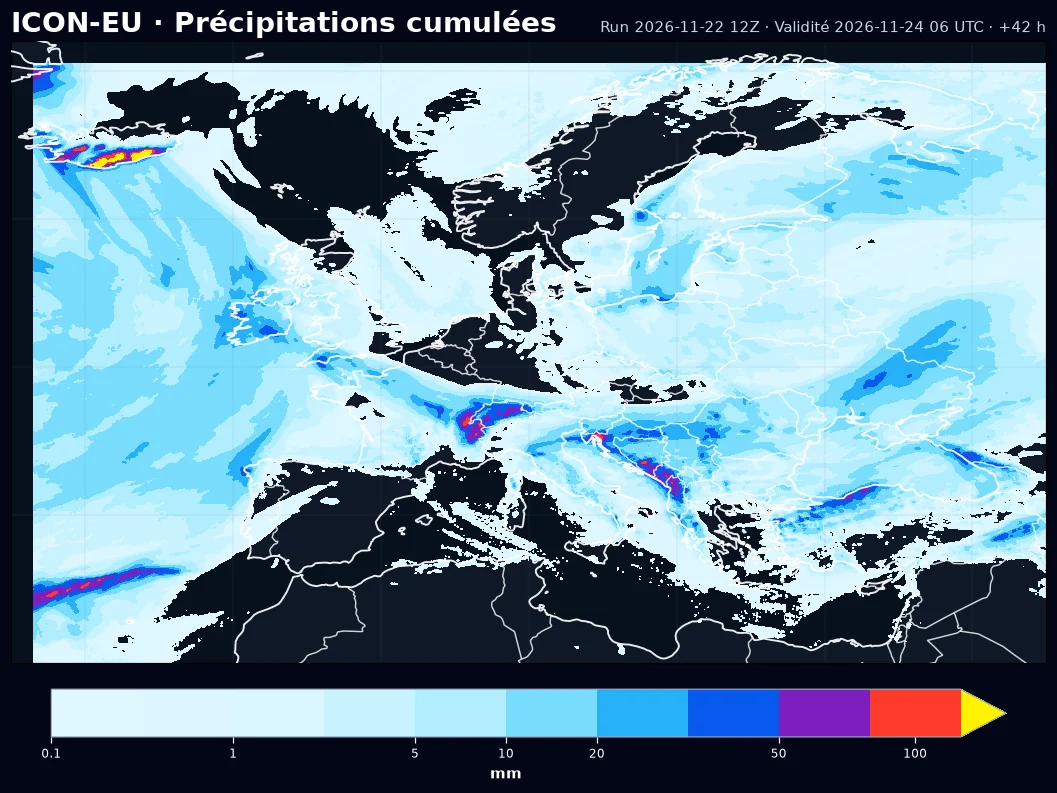 ICON-EU · Précipitations cumulées
Run 2026-11-22 12Z · Validité 2026-11-24 06 UTC · +42 h
0.1 1 5 10 20 50 100
mm